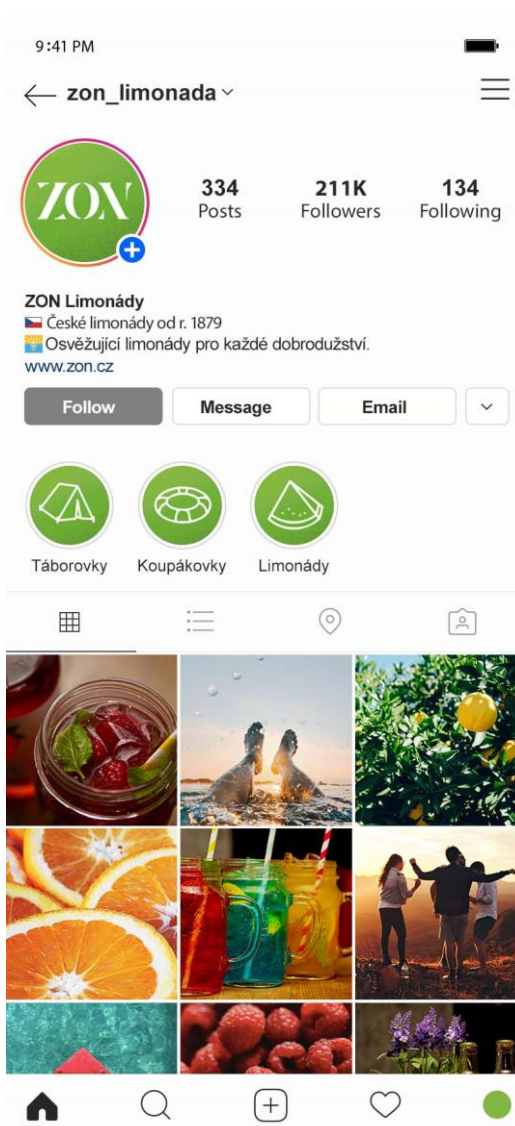 9:41 PM
zon_limonada
ZON
334
Posts
211K
Followers
134
Following
ZON Limonády
České limonády od r. 1879
Osvěžující limonády pro každé dobrodužství.
www.zon.cz
Follow
Message
Email
Táborovky
Koupákovky
Limonády